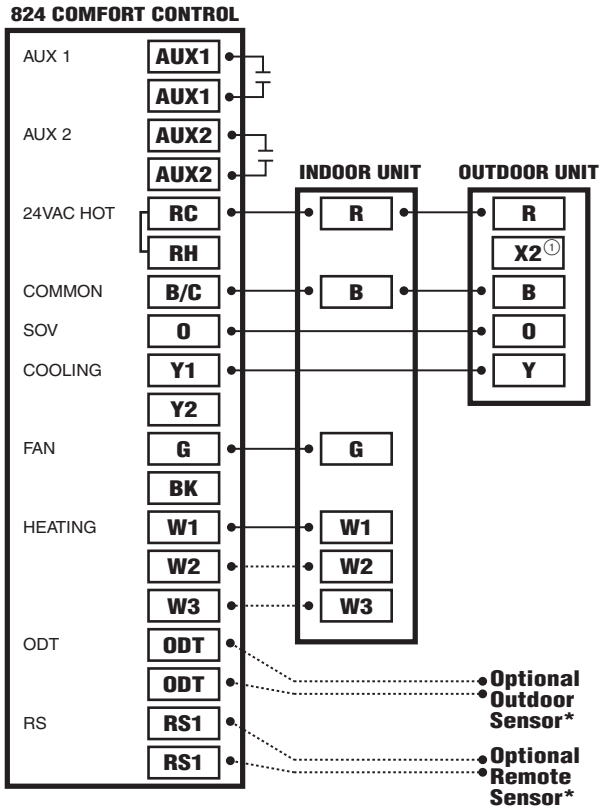 824 COMFORT CONTROL
AUX 1 AUX1
AUX1
AUX 2 AUX2
AUX2
INDOOR UNIT OUTDOOR UNIT
24VAC HOT RC R R
RH X2①
COMMON B/C B B
SOV O O
COOLING Y1 Y
Y2
FAN G G
BK
HEATING W1 W1
W2 W2
W3 W3
ODT ODT
ODT
Optional
Outdoor
Sensor*
RS RS1
RS1
Optional
Remote
Sensor*